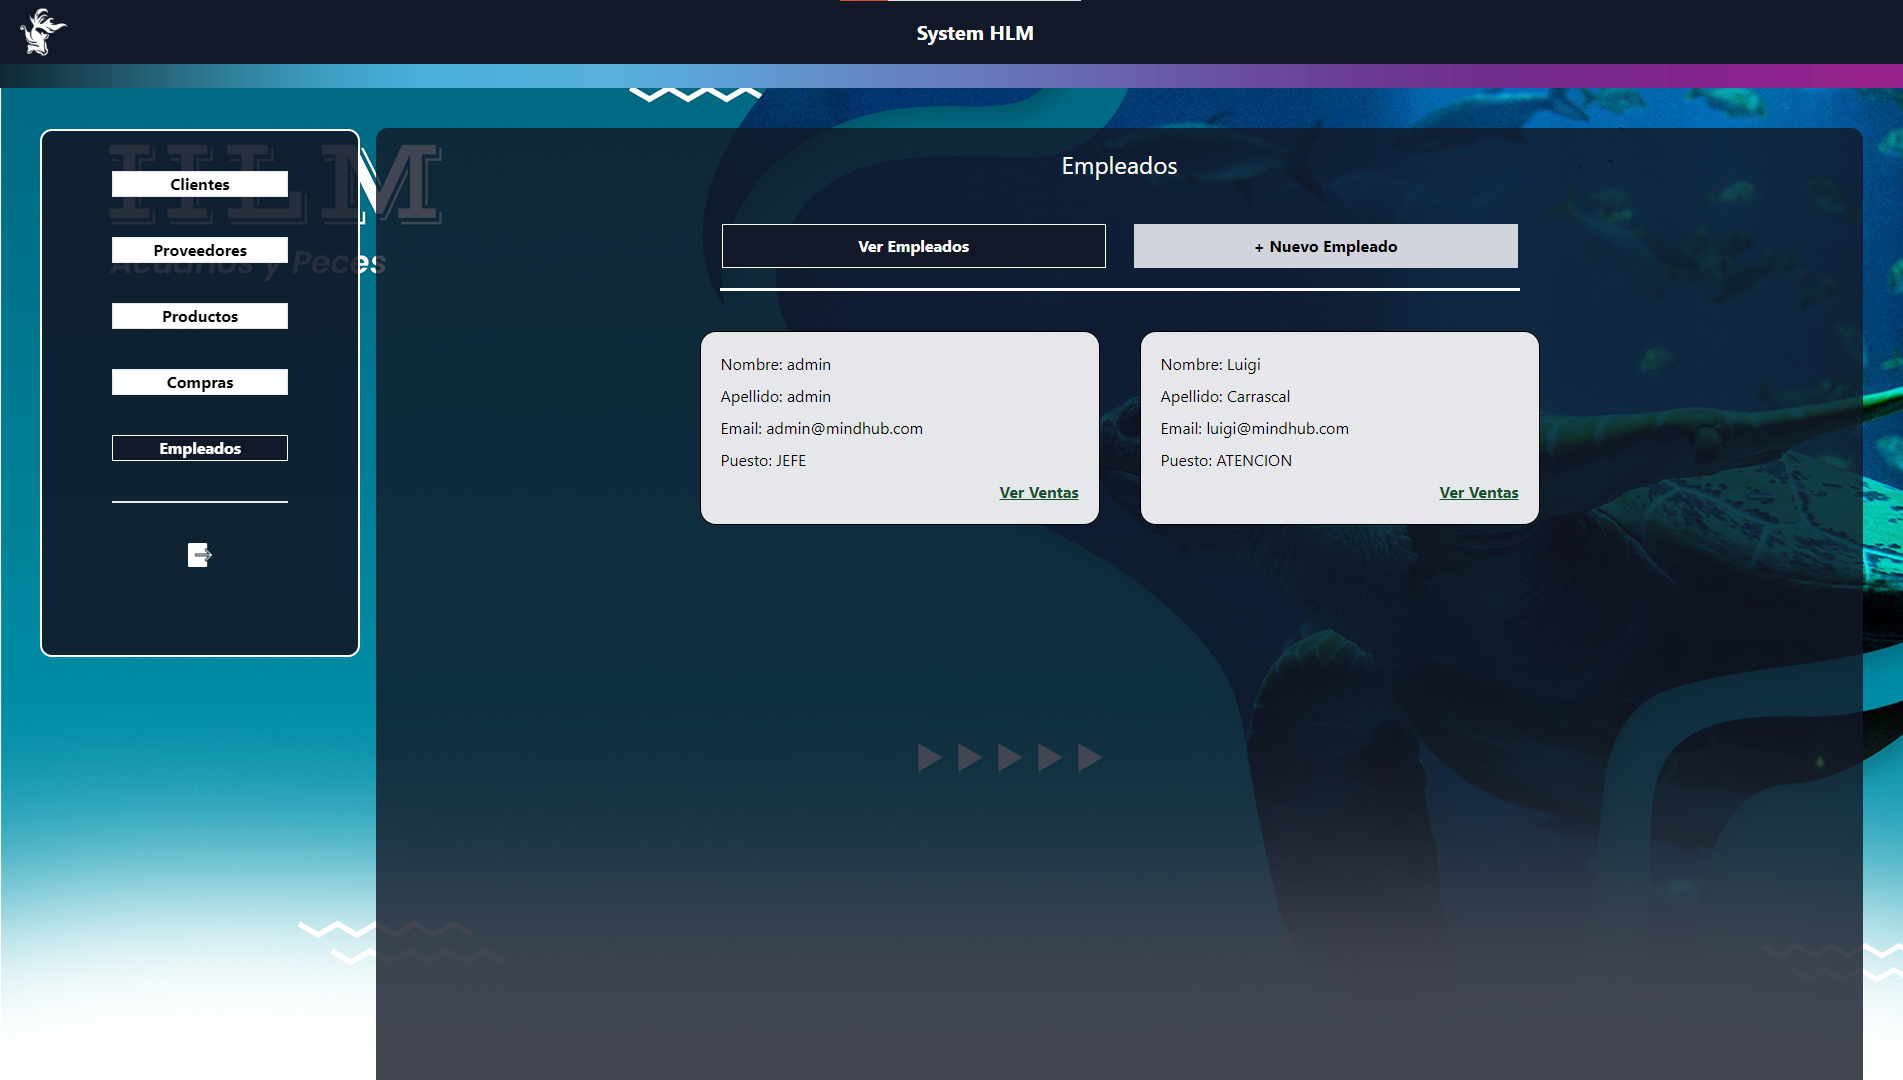 System HLM
HLM
Acuarios y Peces
Clientes
Proveedores
Productos
Compras
Empleados
Empleados
Ver Empleados
+ Nuevo Empleado
Nombre: admin
Apellido: admin
Email: admin@mindhub.com
Puesto: JEFE
Ver Ventas
Nombre: Luigi
Apellido: Carrascal
Email: luigi@mindhub.com
Puesto: ATENCION
Ver Ventas